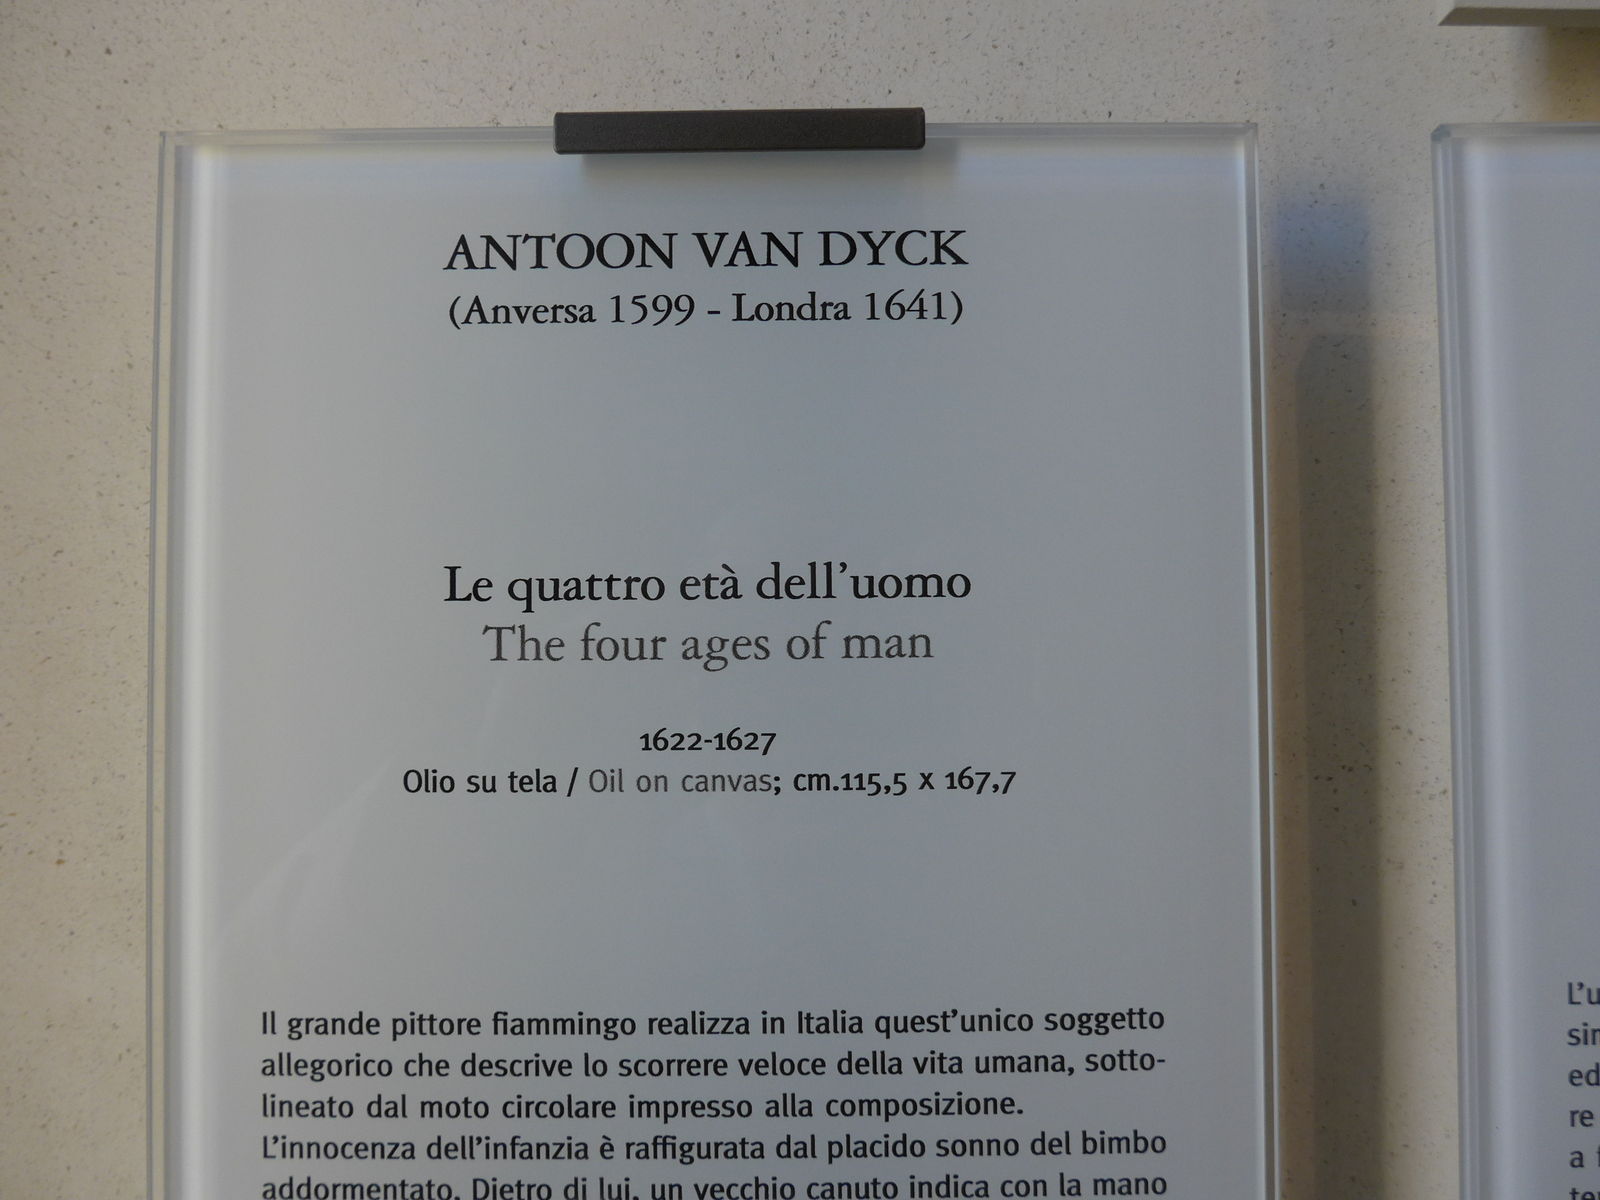 ANTOON VAN DYCK
(Anversa 1599 - Londra 1641)
Le quattro età dell'uomo
The four ages of man
1622-1627
Olio su tela / Oil on canvas; cm.115,5 x 167,7
Il grande pittore fiammingo realizza in Italia quest'unico soggetto
allegorico che descrive lo scorrere veloce della vita umana, sotto-
lineato dal moto circolare impresso alla composizione.
L'innocenza dell'infanzia è raffigurata dal placido sonno del bimbo
addormentato. Dietro di lui, un vecchio canuto indica con la mano
ed
re
a